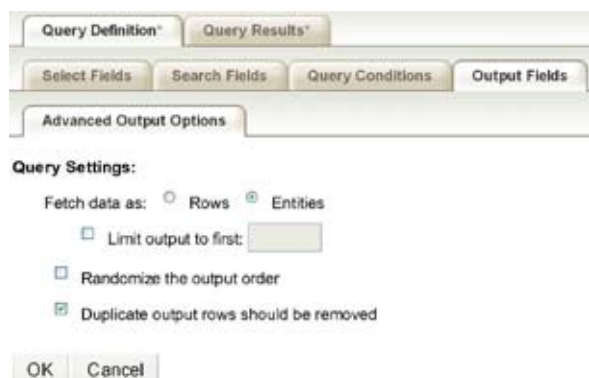 Query Definition* Query Results*
Select Fields Search Fields Query Conditions Output Fields
Advanced Output Options
Query Settings:
Fetch data as: Rows Entities
Limit output to first:
Randomize the output order
Duplicate output rows should be removed
OK Cancel